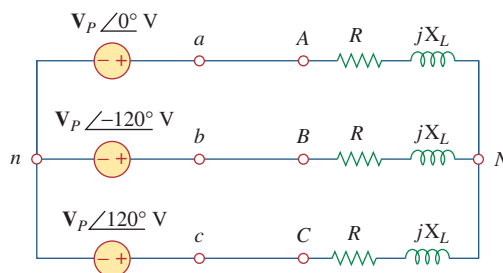 V_P ∠0° V a A R jX_L
− +
V_P ∠−120° V b B R jX_L
n − + N
V_P ∠120° V c C R jX_L
− +